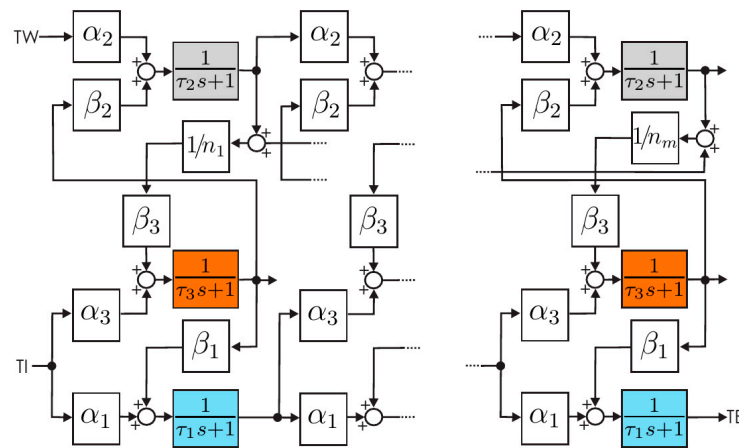 TW α₂ + + 1/(τ₂s+1) α₂ + + α₂ + + 1/(τ₂s+1)
β₂ β₂ β₂
1/n₁ + + 1/nₘ + +
β₃ β₃ β₃
+ + 1/(τ₃s+1) + + + + 1/(τ₃s+1)
α₃ α₃ α₃
TI β₁ β₁
α₁ + + 1/(τ₁s+1) α₁ + + α₁ + + 1/(τ₁s+1)